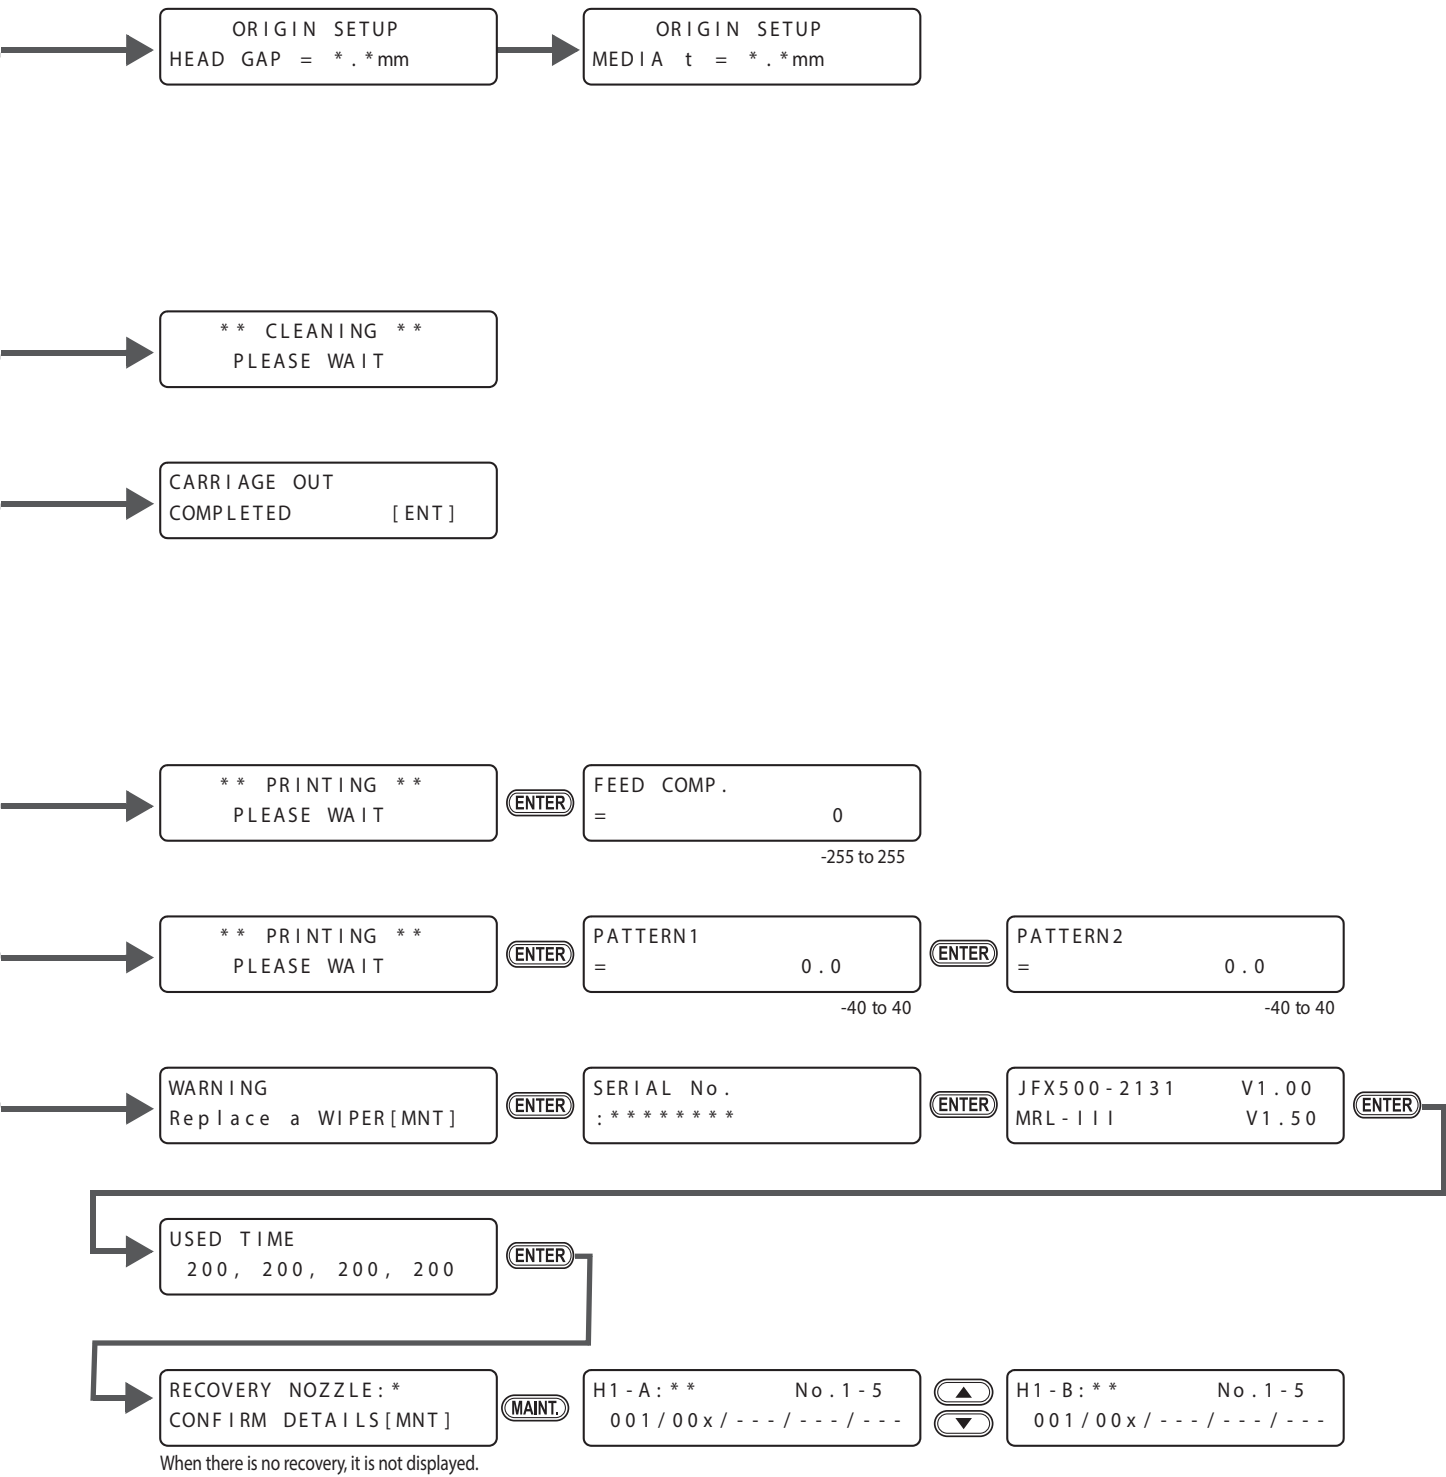 ORIGIN SETUP
HEAD GAP = *.*mm
ORIGIN SETUP
MEDIA t = *.*mm
** CLEANING **
PLEASE WAIT
CARRIAGE OUT
COMPLETED [ENT]
** PRINTING **
PLEASE WAIT
ENTER
FEED COMP.
= 0
-255 to 255
** PRINTING **
PLEASE WAIT
ENTER
PATTERN1
= 0.0
-40 to 40
ENTER
PATTERN2
= 0.0
-40 to 40
WARNING
Replace a WIPER[MNT]
ENTER
SERIAL No.
:********
ENTER
JFX500-2131 V1.00
MRL-III V1.50
ENTER
USED TIME
200, 200, 200, 200
ENTER
RECOVERY NOZZLE:*
CONFIRM DETAILS[MNT]
When there is no recovery, it is not displayed.
MAINT.
H1-A:** No.1-5
001/00x/---/---/---
H1-B:** No.1-5
001/00x/---/---/---